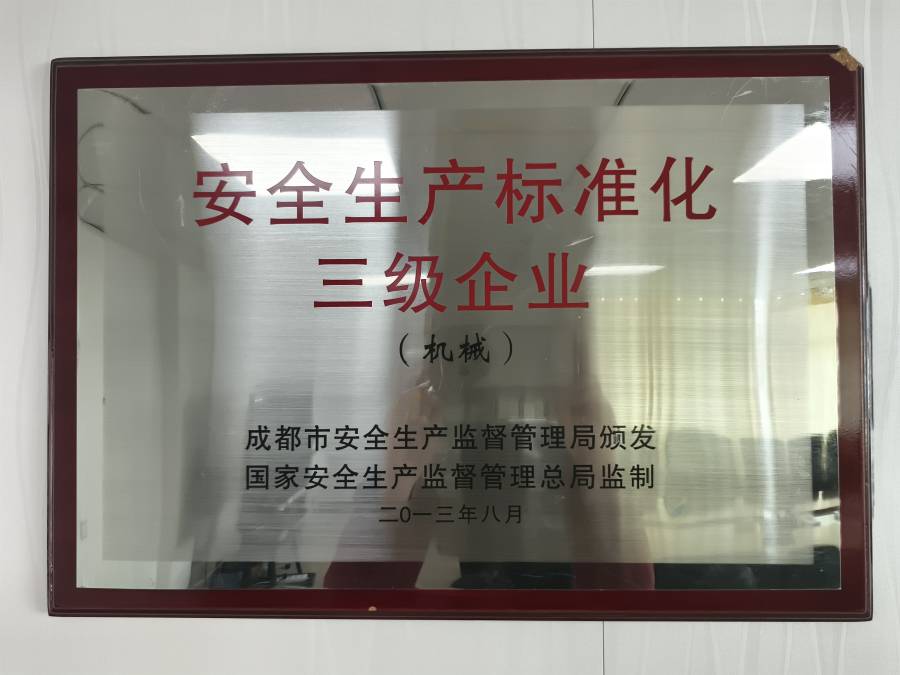 安全生产标准化
三级企业
（机械）
成都市安全生产监督管理局颁发
国家安全生产监督管理总局监制
二0一三年八月